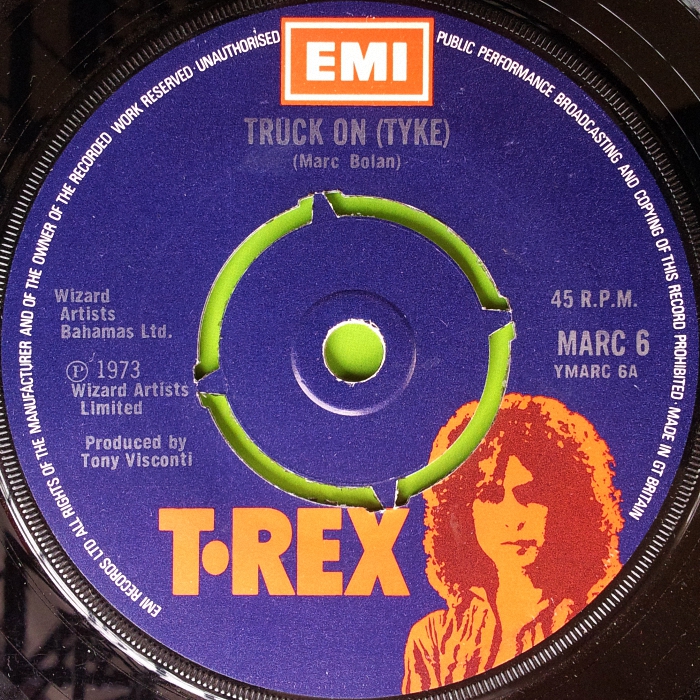 EMI
TRUCK ON (TYKE)
(Marc Bolan)
Wizard
Artists
Bahamas Ltd.
℗ 1973
Wizard Artists
Limited
Produced by
Tony Visconti
45 R.P.M.
MARC 6
YMARC 6A
T•REX
EMI RECORDS LTD ALL RIGHTS OF THE MANUFACTURER AND OF THE OWNER OF THE RECORDED WORK RESERVED · UNAUTHORISED PUBLIC PERFORMANCE BROADCASTING AND COPYING OF THIS RECORD PROHIBITED · MADE IN GT BRITAIN